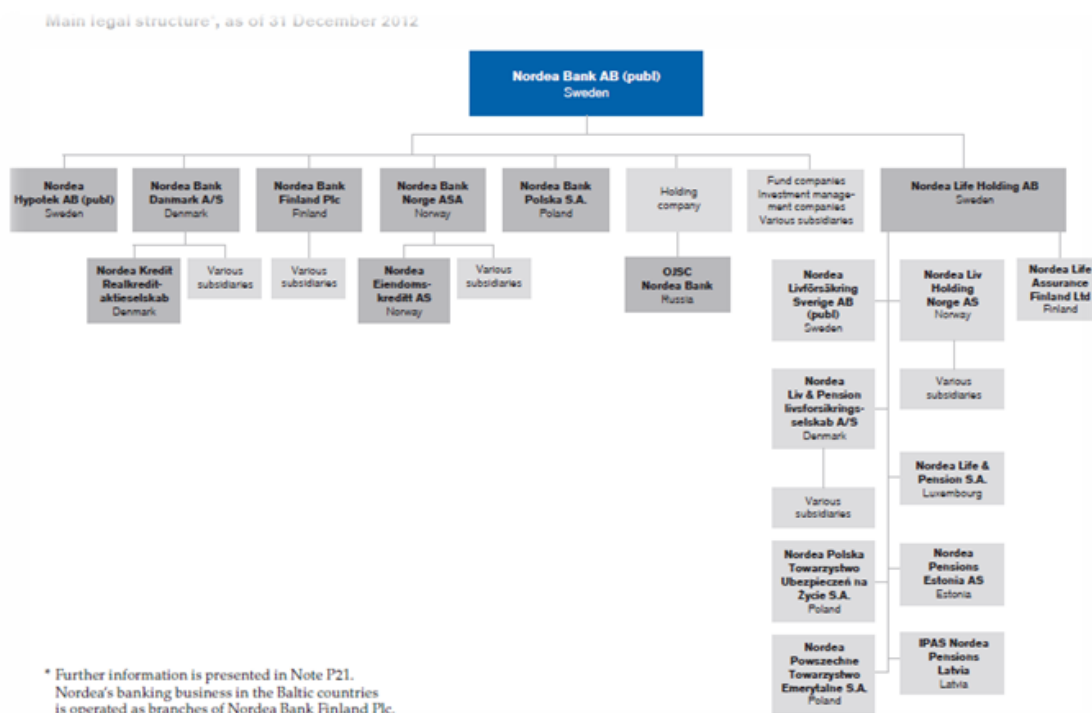 Main legal structure*, as of 31 December 2012
Nordea Bank AB (publ)
Sweden
Nordea
Hypotek AB (publ)
Sweden
Nordea Bank
Danmark A/S
Denmark
Nordea Bank
Finland Plc
Finland
Nordea Bank
Norge ASA
Norway
Nordea Bank
Polska S.A.
Poland
Holding
company
Fund companies
Investment manage-
ment companies
Various subsidiaries
Nordea Life Holding AB
Sweden
Nordea Kredit
Realkredit-
aktieselskab
Denmark
Various
subsidiaries
Various
subsidiaries
Nordea
Eiendoms-
kreditt AS
Norway
Various
subsidiaries
OJSC
Nordea Bank
Russia
Nordea
Livförsäkring
Sverige AB
(publ)
Sweden
Nordea Liv
Holding
Norge AS
Norway
Nordea Life
Assurance
Finland Ltd
Finland
Nordea
Liv & Pension
livsforsikrings-
selskab A/S
Denmark
Various
subsidiaries
Nordea Life &
Pension S.A.
Luxembourg
Various
subsidiaries
Nordea Polska
Towarzystwo
Ubezpieczeń na
Życie S.A.
Poland
Nordea
Pensions
Estonia AS
Estonia
Nordea
Powszechne
Towarzystwo
Emerytalne S.A.
Poland
IPAS Nordea
Pensions
Latvia
Latvia
* Further information is presented in Note P21.
Nordea's banking business in the Baltic countries
is operated as branches of Nordea Bank Finland Plc.